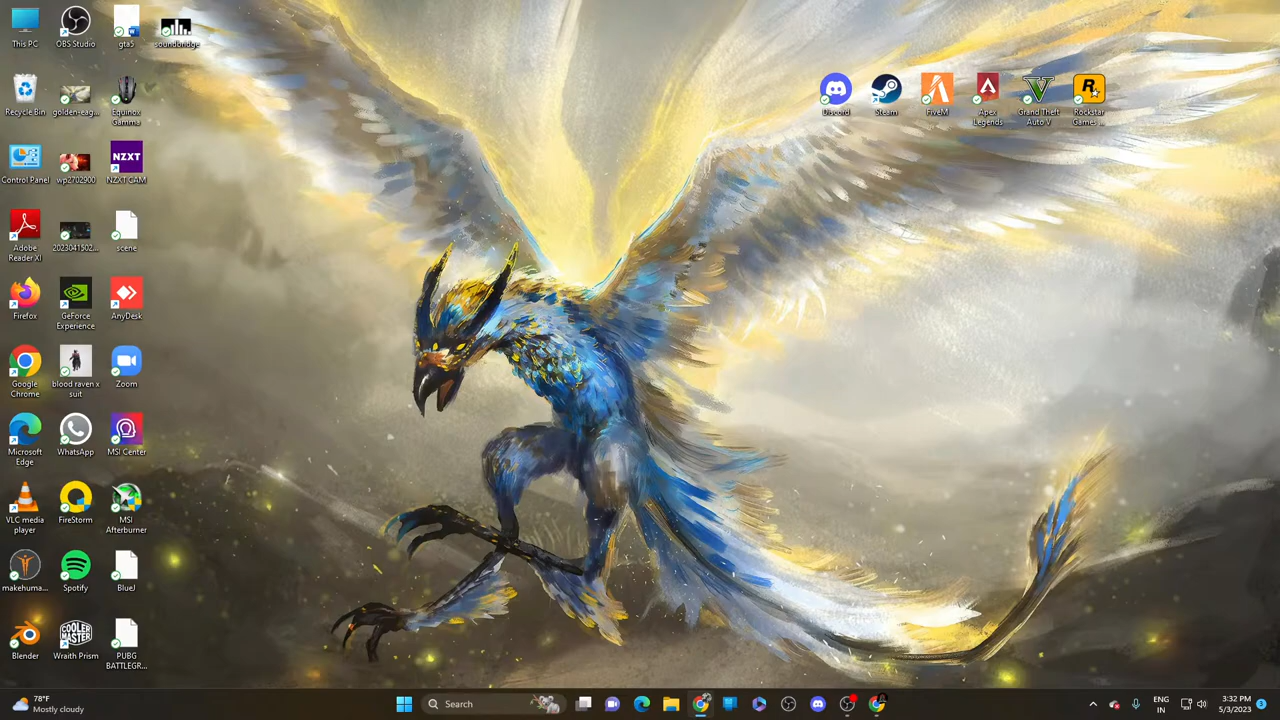 This PC
OBS Studio
gta5
soundbridge
Recycle Bin
golden-eag...
Equinox
Gamma
Control Panel
wp2702900
NZXT
NZXT CAM
Adobe
Reader XI
2023041502...
scene
Firefox
GeForce
Experience
AnyDesk
Google
Chrome
blood raven x
suit
Zoom
Microsoft
Edge
WhatsApp
MSI Center
VLC media
player
FireStorm
MSI
Afterburner
makehuma...
Spotify
BlueJ
Blender
COOLER
MASTER
Wraith Prism
PUBG
BATTLEGR...
Discord
Steam
FiveM
Apex
Legends
Grand Theft
Auto V
R
Rockstar
Games ...
78°F
Mostly cloudy
Search
ENG
IN
3:32 PM
5/3/2023
3